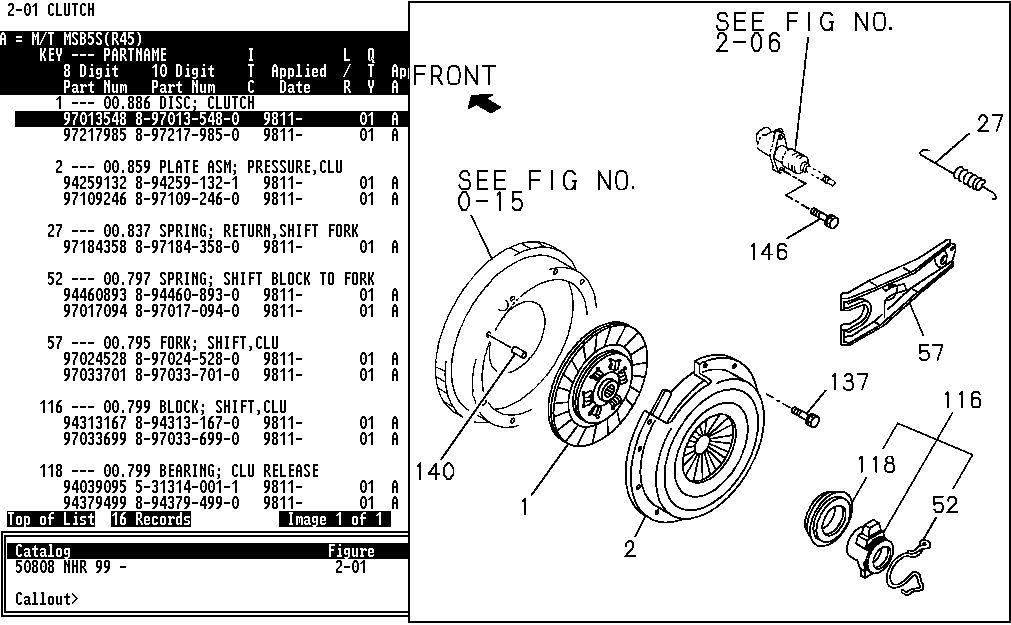 2-01 CLUTCH
A = M/T MSB5S(R45)
KEY --- PARTNAME I L Q
8 Digit 10 Digit T Applied / T Ap
Part Num Part Num C Date R Y A
1 --- 00.886 DISC; CLUTCH
97013548 8-97013-548-0 9811- 01 A
97217985 8-97217-985-0 9811- 01 A
2 --- 00.859 PLATE ASM; PRESSURE,CLU
94259132 8-94259-132-1 9811- 01 A
97109246 8-97109-246-0 9811- 01 A
27 --- 00.837 SPRING; RETURN,SHIFT FORK
97184358 8-97184-358-0 9811- 01 A
52 --- 00.797 SPRING; SHIFT BLOCK TO FORK
94460893 8-94460-893-0 9811- 01 A
97017094 8-97017-094-0 9811- 01 A
57 --- 00.795 FORK; SHIFT,CLU
97024528 8-97024-528-0 9811- 01 A
97033701 8-97033-701-0 9811- 01 A
116 --- 00.799 BLOCK; SHIFT,CLU
94313167 8-94313-167-0 9811- 01 A
97033699 8-97033-699-0 9811- 01 A
118 --- 00.799 BEARING; CLU RELEASE
94039095 5-31314-001-1 9811- 01 A
94379499 8-94379-499-0 9811- 01 A
Top of List 16 Records Image 1 of 1
Catalog Figure
50808 NHR 99 - 2-01
Callout>
SEE FIG NO.
2-06
FRONT
27
SEE FIG NO.
0-15
146
57
137
116
140
118
1
52
2